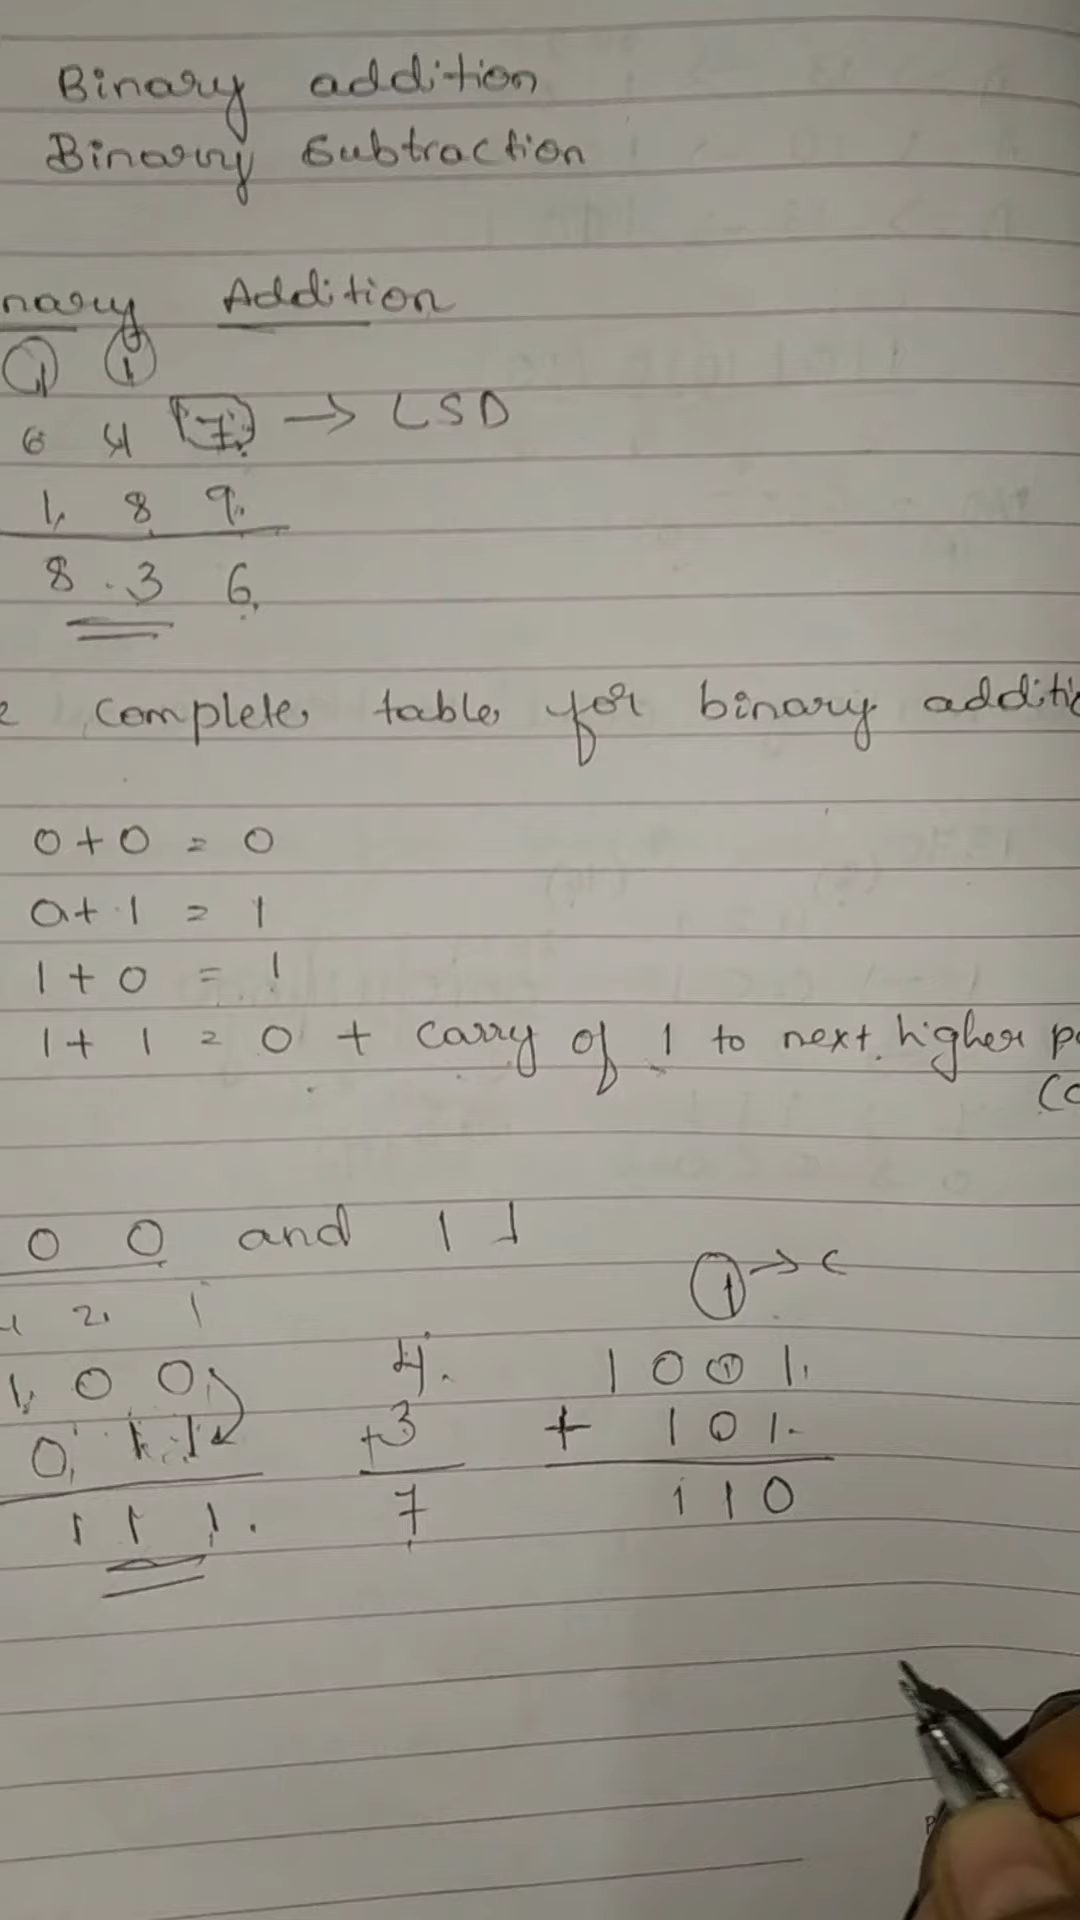 Binary addition
Binary Subtraction
nary Addition
1 1
6 4 7 → LSD
1 8 9
8 3 6
complete table for binary additi
0 + 0 = 0
0 + 1 = 1
1 + 0 = 1
1 + 1 = 0 + carry of 1 to next higher
0 0 and 1 1
1 → C
2 1
1 0 0 4 1 0 0 1
0 1 1 +3 + 1 0 1
1 1 1 7 1 1 0